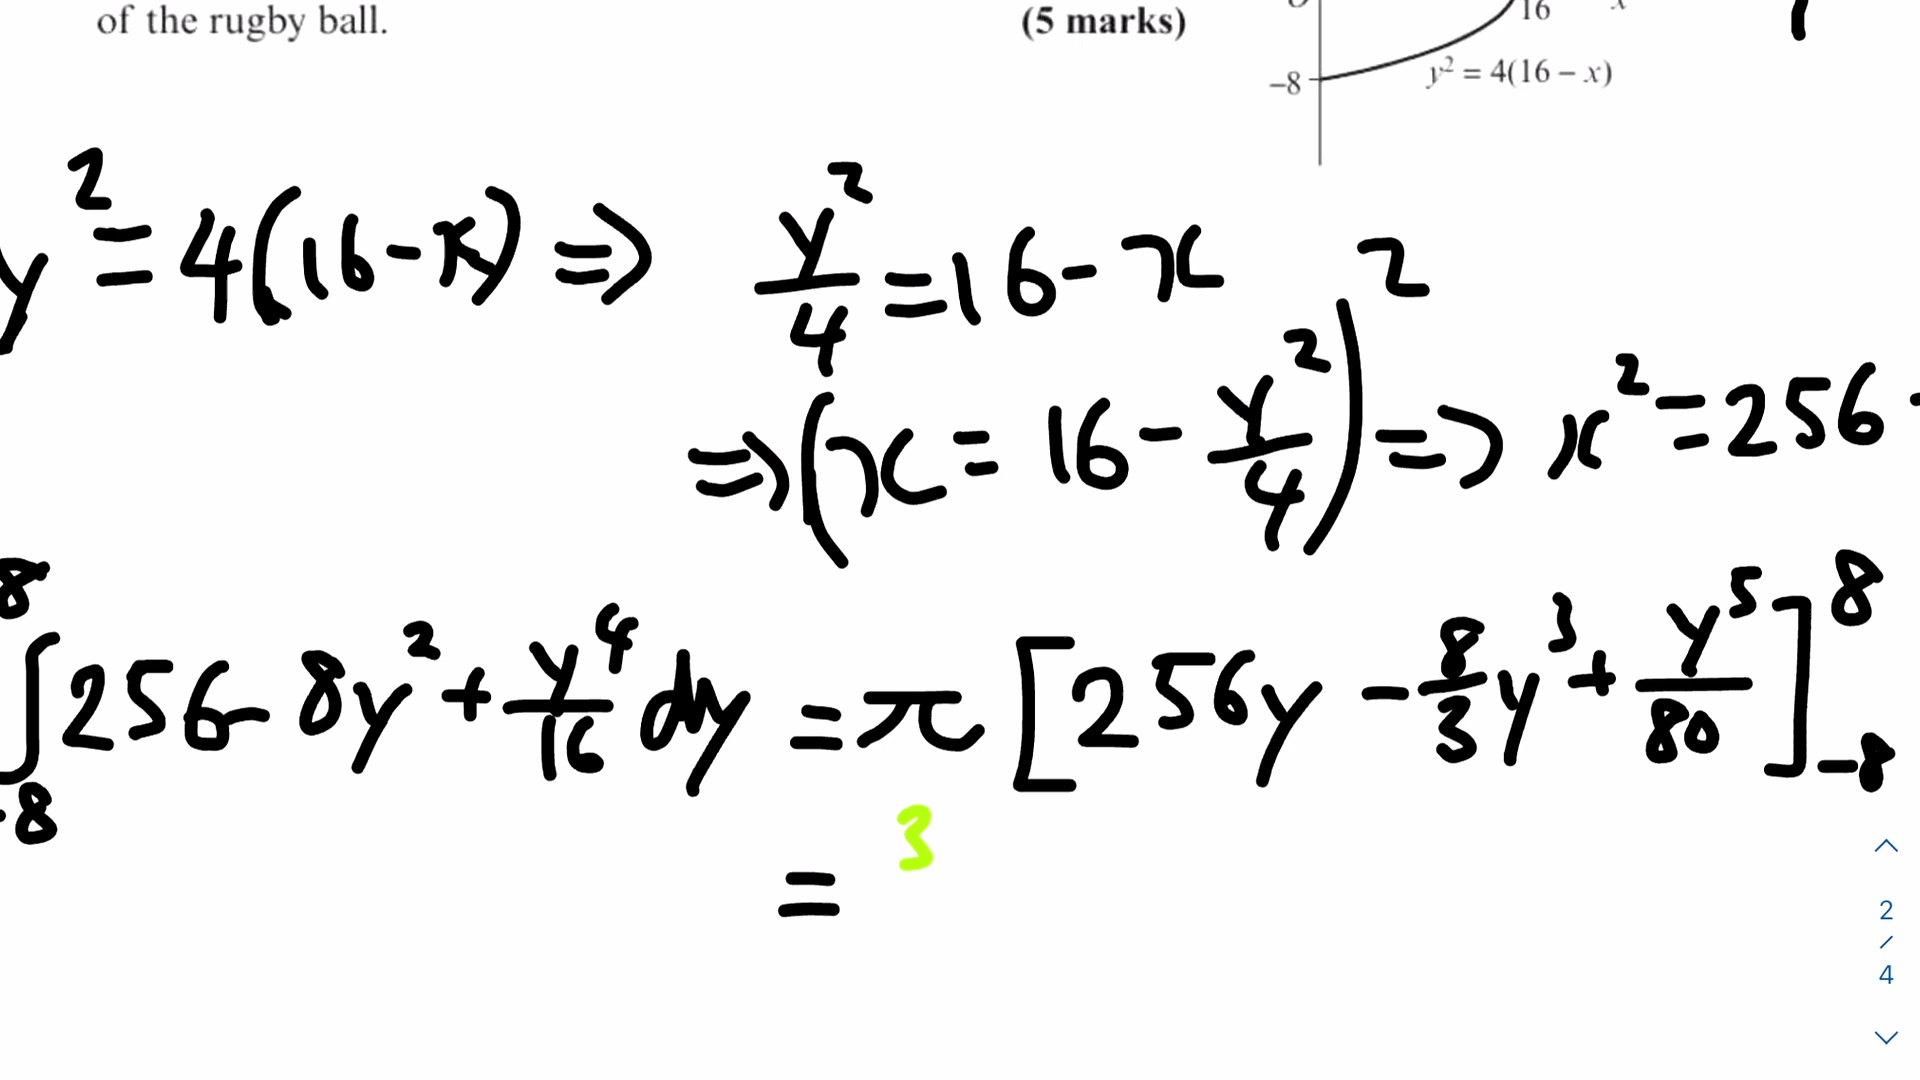 of the rugby ball. (5 marks)
16 x
-8 y² = 4(16 – x)
y² = 4(16-x) ⇒ y²/4 = 16-x
⇒ (x = 16 - y²/4)² ⇒ x² = 256
∫ 8 -8 256 - 8y² + y⁴/16 dy = π [256y - 8/3 y³ + y⁵/80] 8 -8
= 3
2
/
4